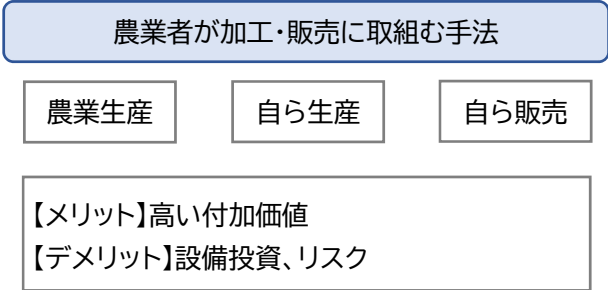 農業者が加工・販売に取組む手法
農業生産 自ら生産 自ら販売
【メリット】高い付加価値
【デメリット】設備投資、リスク